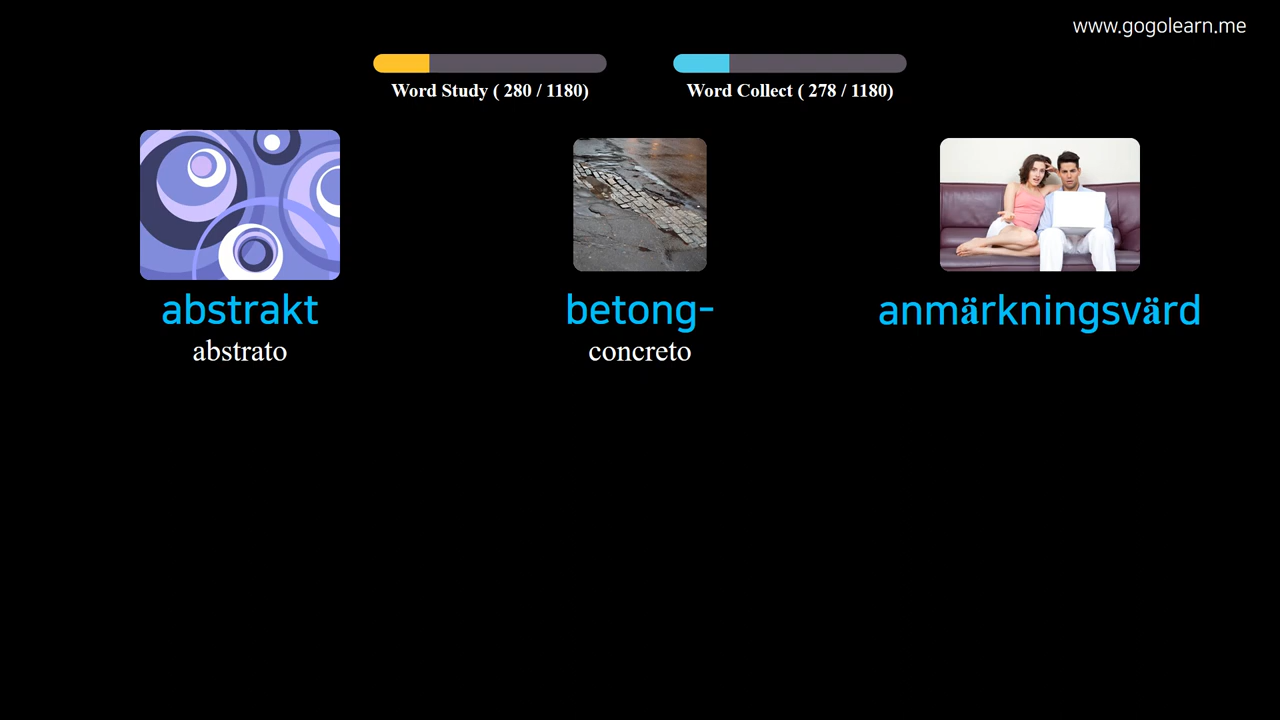 www.gogolearn.me
Word Study ( 280 / 1180)
Word Collect ( 278 / 1180)
abstrakt
abstrato
betong-
concreto
anmärkningsvärd